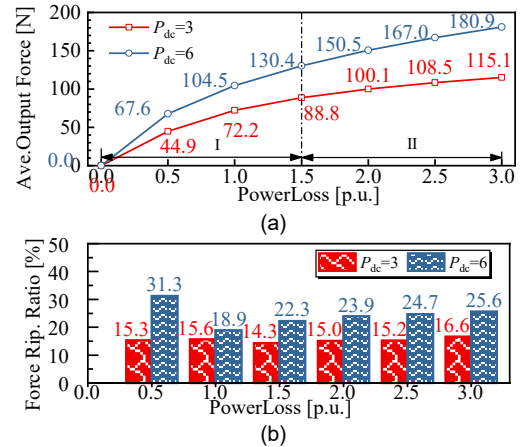 Ave.Output Force [N]
200
150
100
50
0
P_dc=3
P_dc=6
67.6
104.5
130.4
150.5
167.0
180.9
0.0
0.0
44.9
72.2
88.8
100.1
108.5
115.1
I
II
0.0 0.5 1.0 1.5 2.0 2.5 3.0
PowerLoss [p.u.]
(a)
Force Rip. Ratio [%]
50
40
30
20
10
0
P_dc=3 P_dc=6
15.3 31.3 15.6 18.9 14.3 22.3 15.0 23.9 15.2 24.7 16.6 25.6
0.0 0.5 1.0 1.5 2.0 2.5 3.0
PowerLoss [p.u.]
(b)